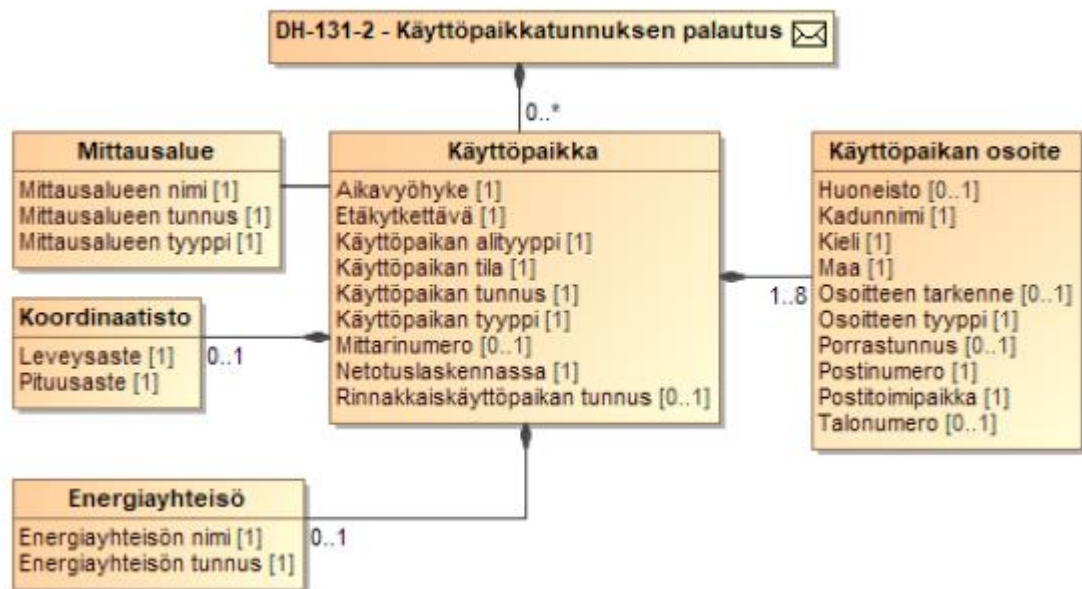 DH-131-2 - Käyttöpaikkatunnuksen palautus
0..*
Mittausalue
Mittausalueen nimi [1]
Mittausalueen tunnus [1]
Mittausalueen tyyppi [1]
Käyttöpaikka
Aikavyöhyke [1]
Etäkytkettävä [1]
Käyttöpaikan alityyppi [1]
Käyttöpaikan tila [1]
Käyttöpaikan tunnus [1]
Käyttöpaikan tyyppi [1]
Mittarinumero [0..1]
Netotuslaskennassa [1]
Rinnakkaiskäyttöpaikan tunnus [0..1]
Käyttöpaikan osoite
Huoneisto [0..1]
Kadunnimi [1]
Kieli [1]
Maa [1]
Osoitteen tarkenne [0..1]
Osoitteen tyyppi [1]
Porrastunnus [0..1]
Postinumero [1]
Postitoimipaikka [1]
Talonumero [0..1]
1..8
Koordinaatisto
Leveysaste [1]
Pituusaste [1]
0..1
Energiayhteisö
Energiayhteisön nimi [1]
Energiayhteisön tunnus [1]
0..1